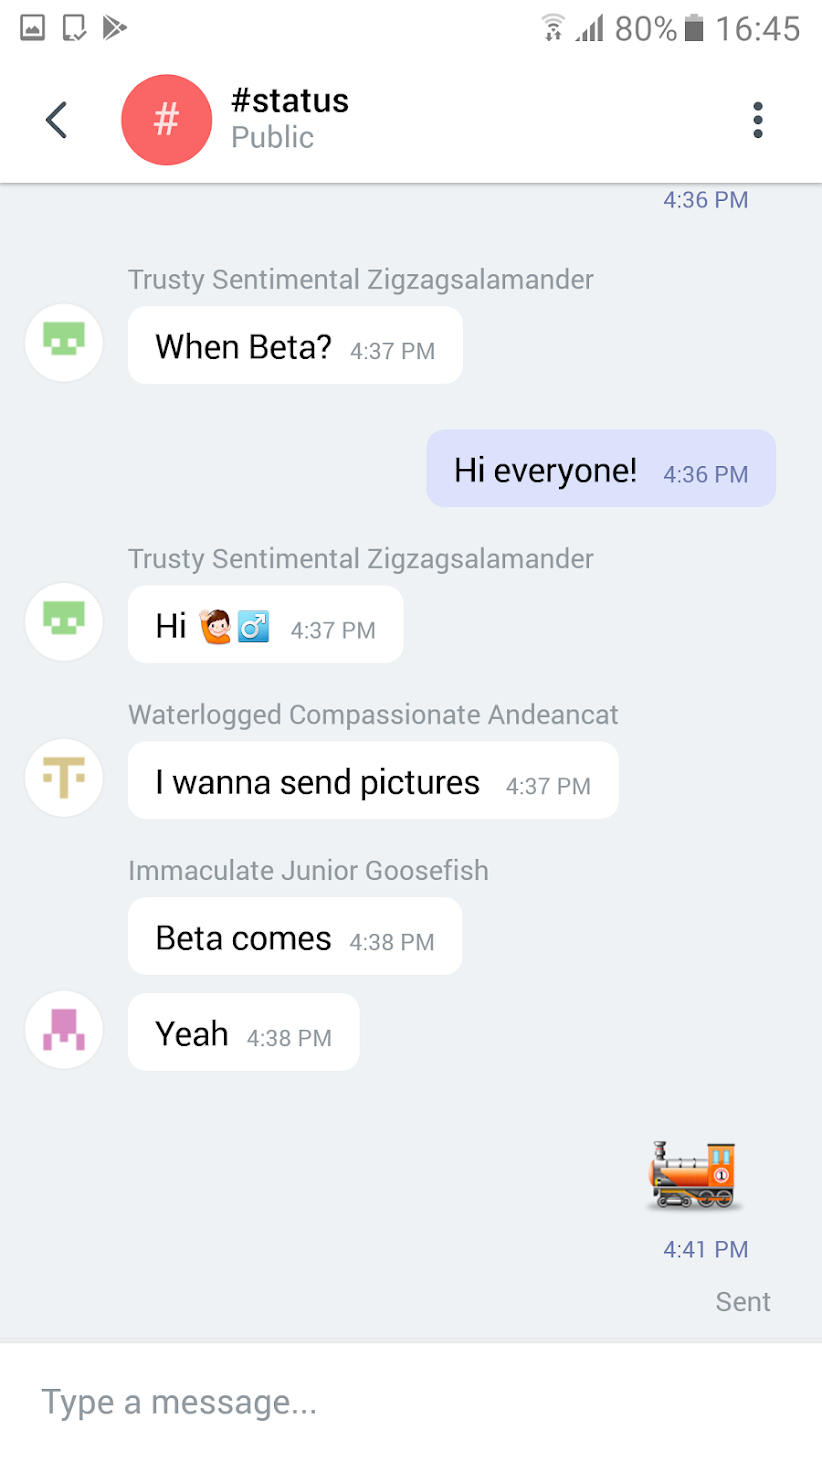 80% 16:45
#
#status
Public
4:36 PM
Trusty Sentimental Zigzagsalamander
When Beta? 4:37 PM
Hi everyone! 4:36 PM
Trusty Sentimental Zigzagsalamander
Hi 🙋‍♂ 4:37 PM
Waterlogged Compassionate Andeancat
I wanna send pictures 4:37 PM
Immaculate Junior Goosefish
Beta comes 4:38 PM
Yeah 4:38 PM
1
4:41 PM
Sent
Type a message...